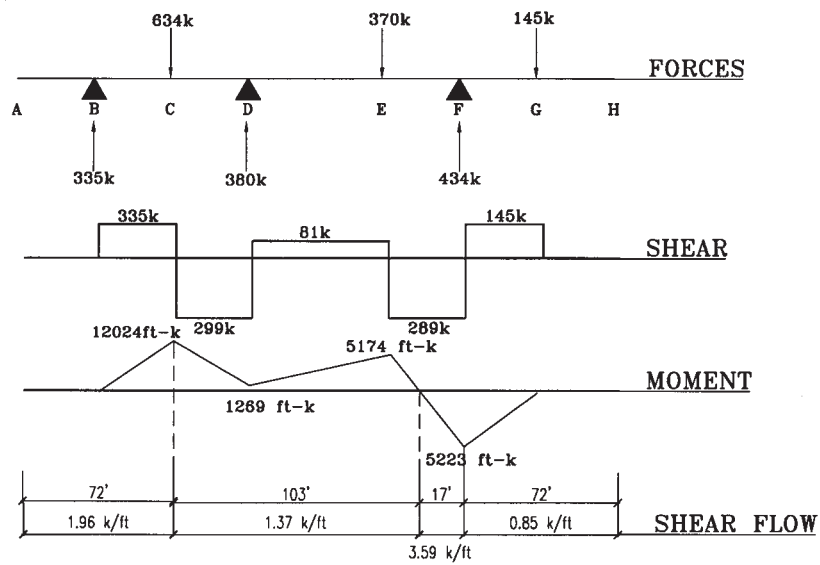 634k 370k 145k
FORCES
A B C D E F G H
335k 380k 434k
335k 81k 145k
SHEAR
299k 289k
12024ft-k 5174 ft-k
MOMENT
1269 ft-k
5223 ft-k
72' 103' 17' 72'
1.96 k/ft 1.37 k/ft 0.85 k/ft
SHEAR FLOW
3.59 k/ft